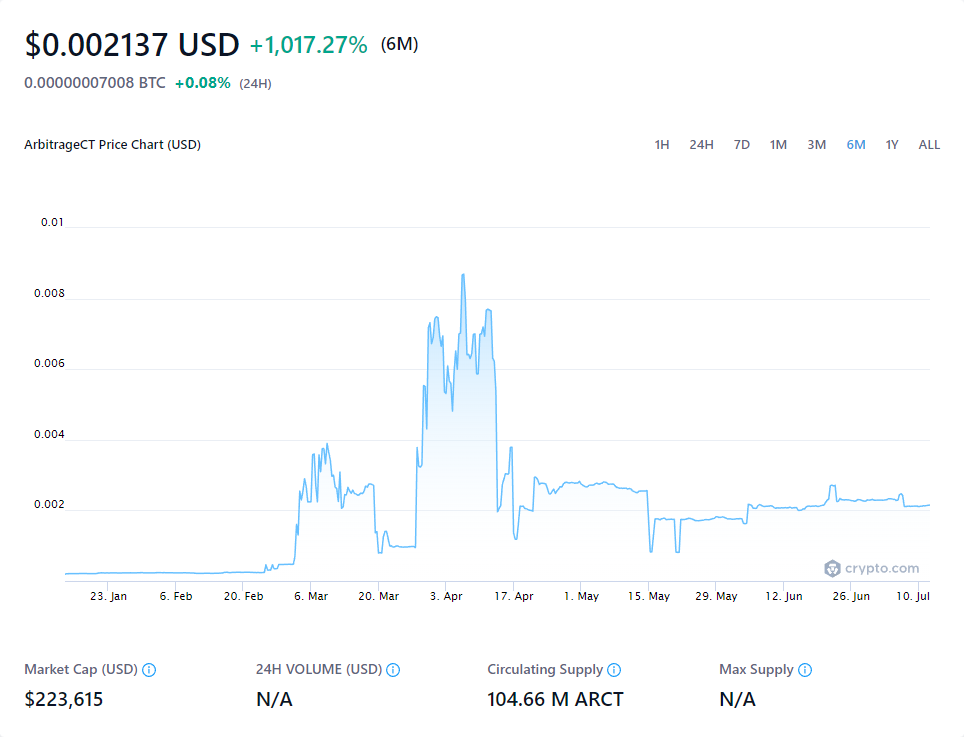 $0.002137 USD +1,017.27% (6M)
0.00000007008 BTC +0.08% (24H)
ArbitrageCT Price Chart (USD) 1H 24H 7D 1M 3M 6M 1Y ALL
0.01
0.008
0.006
0.004
0.002
crypto.com
23. Jan 6. Feb 20. Feb 6. Mar 20. Mar 3. Apr 17. Apr 1. May 15. May 29. May 12. Jun 26. Jun 10. Jul
Market Cap (USD) 24H VOLUME (USD) Circulating Supply Max Supply
$223,615 N/A 104.66 M ARCT N/A